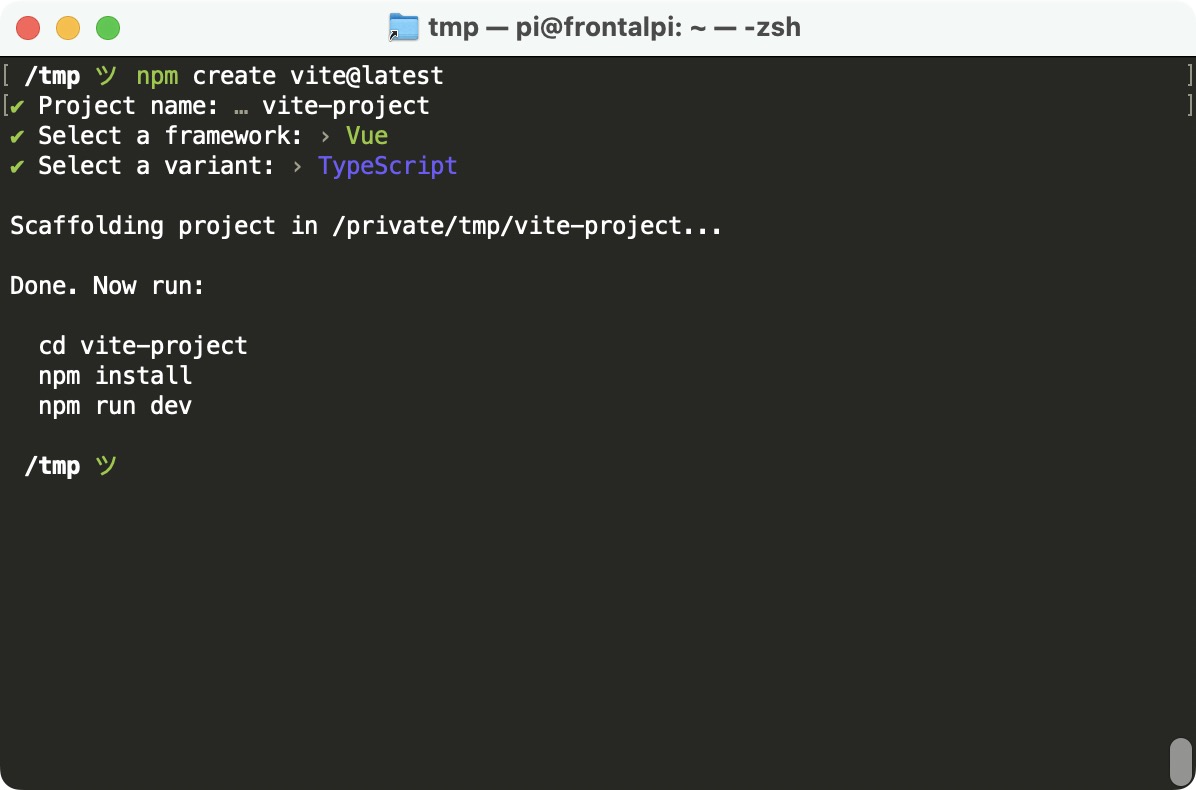 tmp — pi@frontalpi: ~ — -zsh
[ /tmp ツ npm create vite@latest ]
[✔ Project name: … vite-project ]
✔ Select a framework: › Vue
✔ Select a variant: › TypeScript
Scaffolding project in /private/tmp/vite-project...
Done. Now run:
cd vite-project
npm install
npm run dev
/tmp ツ